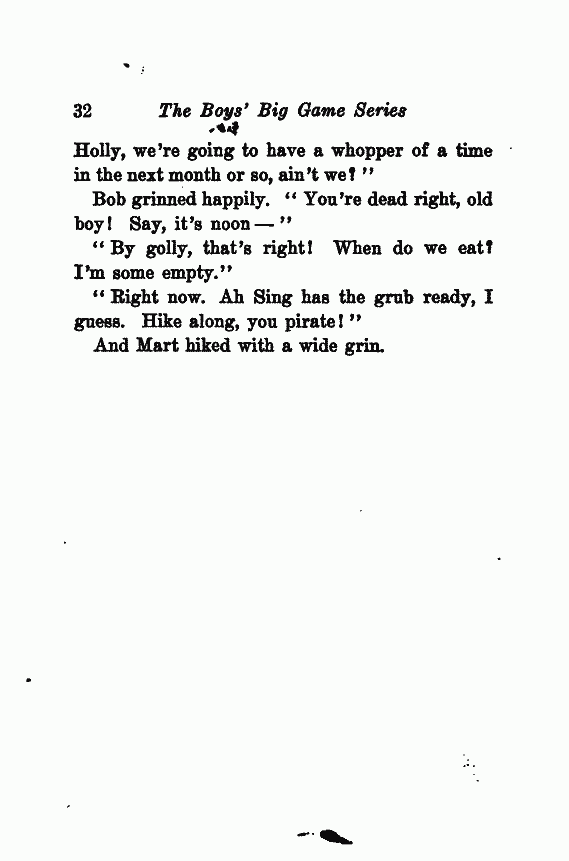 32 The Boys' Big Game Series
Holly, we're going to have a whopper of a time
in the next month or so, ain't we? "
Bob grinned happily. " You're dead right, old
boy! Say, it's noon — "
" By golly, that's right! When do we eat?
I'm some empty."
" Right now. Ah Sing has the grub ready, I
guess. Hike along, you pirate! "
And Mart hiked with a wide grin.